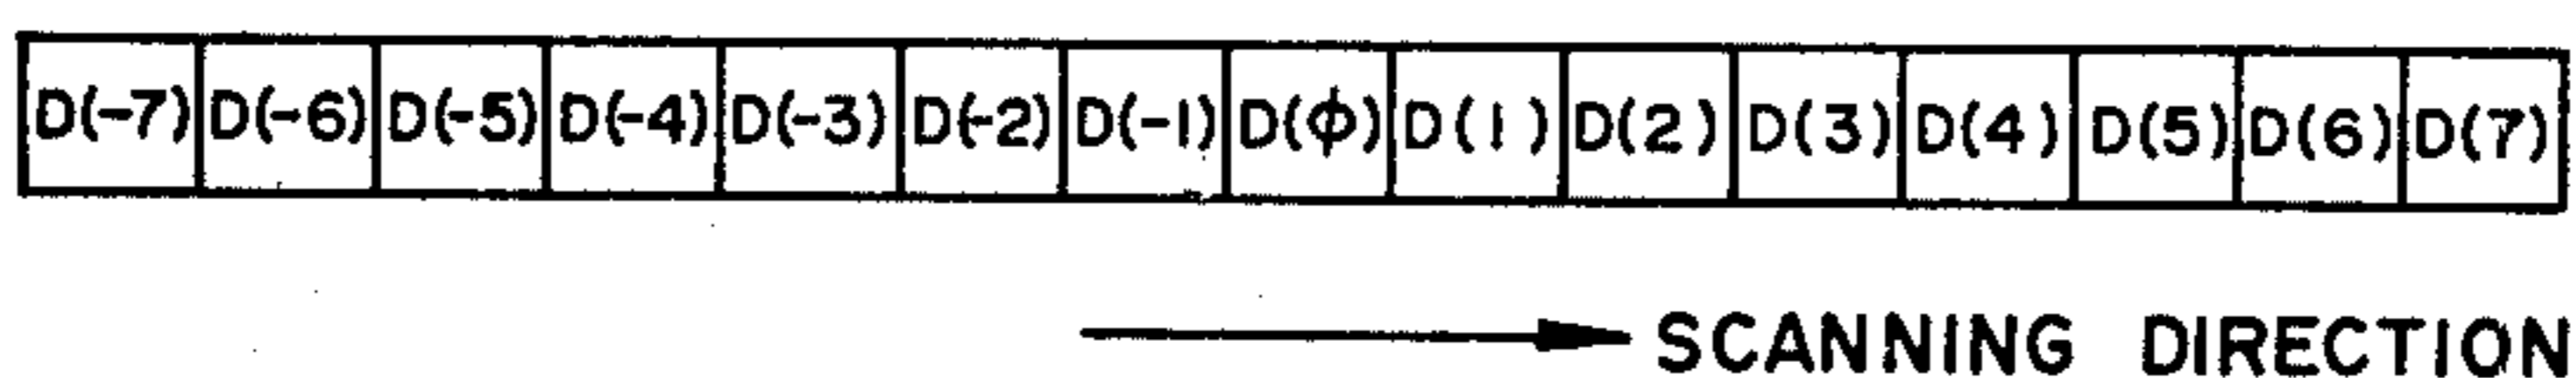 D(-7) D(-6) D(-5) D(-4) D(-3) D(-2) D(-1) D(ϕ) D(1) D(2) D(3) D(4) D(5) D(6) D(7)
SCANNING DIRECTION